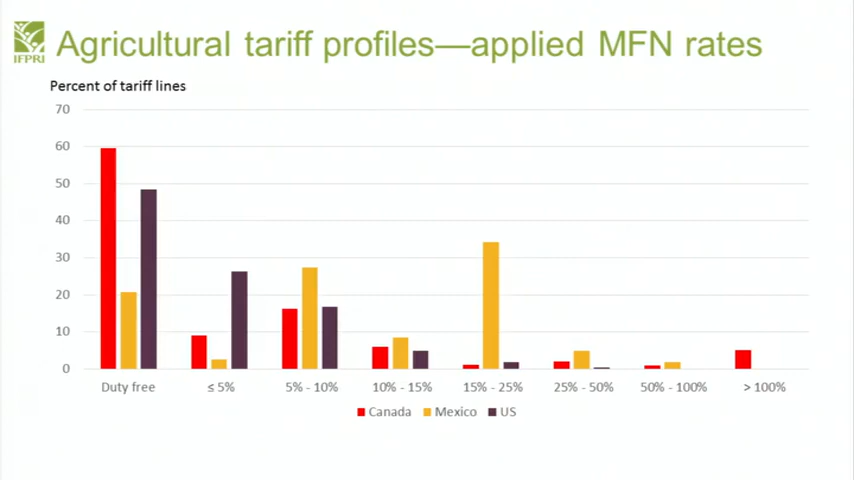 IFPRI
Agricultural tariff profiles—applied MFN rates
Percent of tariff lines
70
60
50
40
30
20
10
0
Duty free ≤ 5% 5% - 10% 10% - 15% 15% - 25% 25% - 50% 50% - 100% > 100%
Canada Mexico US